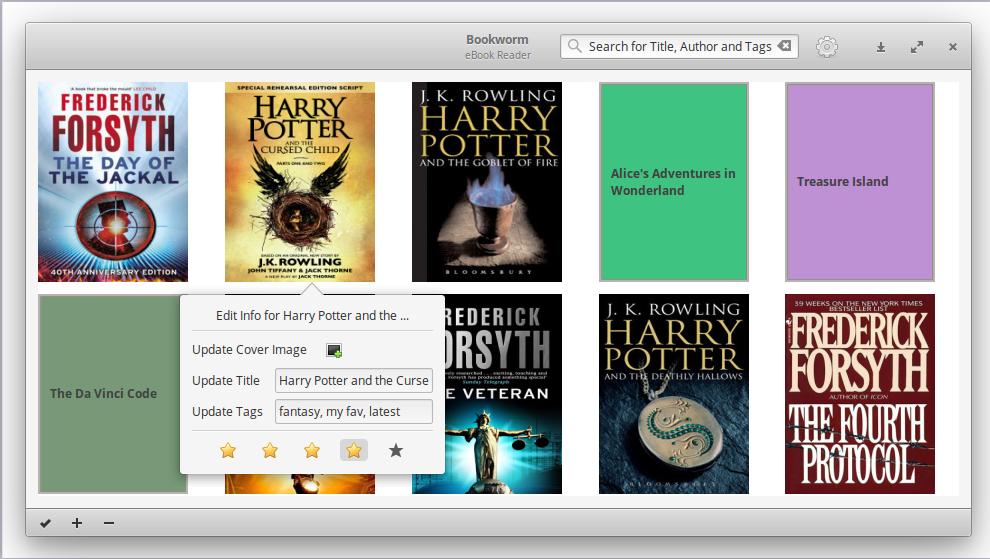 Bookworm
eBook Reader
Search for Title, Author and Tags
'A book that broke the mould' LEE CHILD
FREDERICK
FORSYTH
THE DAY OF
THE JACKAL
40TH ANNIVERSARY EDITION
SPECIAL REHEARSAL EDITION SCRIPT
HARRY
POTTER
AND THE
CURSED CHILD
PARTS ONE AND TWO
BASED ON AN ORIGINAL NEW STORY BY
J.K. ROWLING
JOHN TIFFANY & JACK THORNE
A NEW PLAY BY JACK THORNE
J. K. ROWLING
HARRY
POTTER
AND THE GOBLET OF FIRE
BLOOMSBURY
Alice's Adventures in
Wonderland
Treasure Island
The Da Vinci Code
Edit Info for Harry Potter and the ...
Update Cover Image
Update Title
Harry Potter and the Curse
Update Tags
fantasy, my fav, latest
REDERICK
ORSYTH
Sunday Telegraph
E VETERAN
J. K. ROWLING
HARRY
POTTER
AND THE DEATHLY HALLOWS
BLOOMSBURY
39 WEEKS ON THE NEW YORK TIMES
BESTSELLER LIST
FREDERICK
FORSYTH
AUTHOR OF ICON
THE FOURTH
PROTOCOL